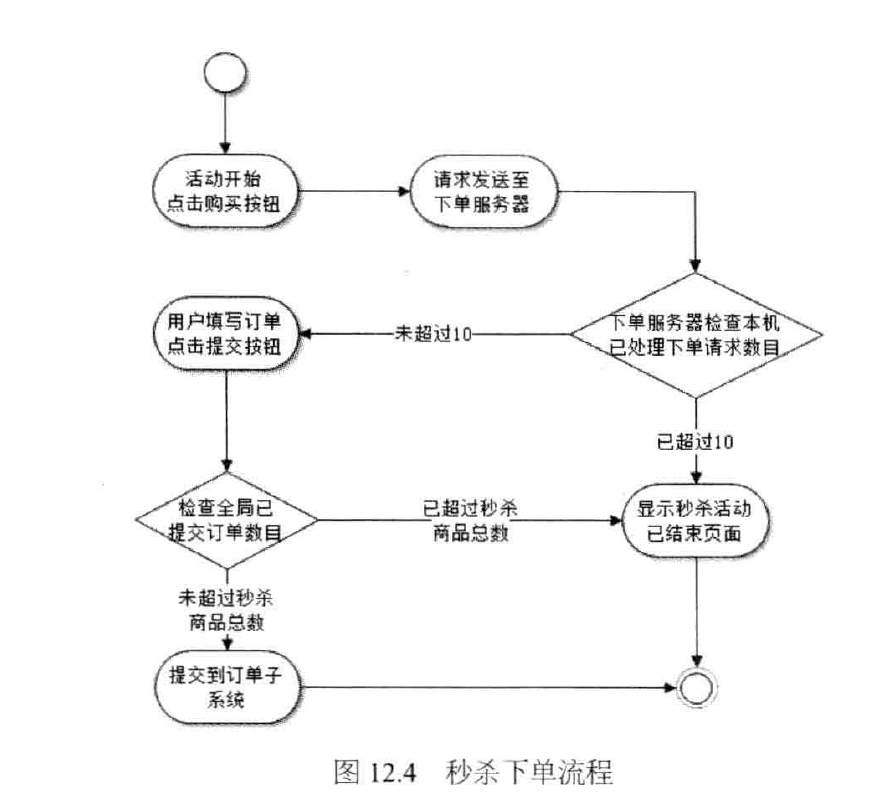 活动开始
点击购买按钮
请求发送至
下单服务器
用户填写订单
点击提交按钮
未超过10
下单服务器检查本机
已处理下单请求数目
已超过10
检查全局已
提交订单数目
已超过秒杀
商品总数
显示秒杀活动
已结束页面
未超过秒杀
商品总数
提交到订单子
系统
图 12.4 秒杀下单流程